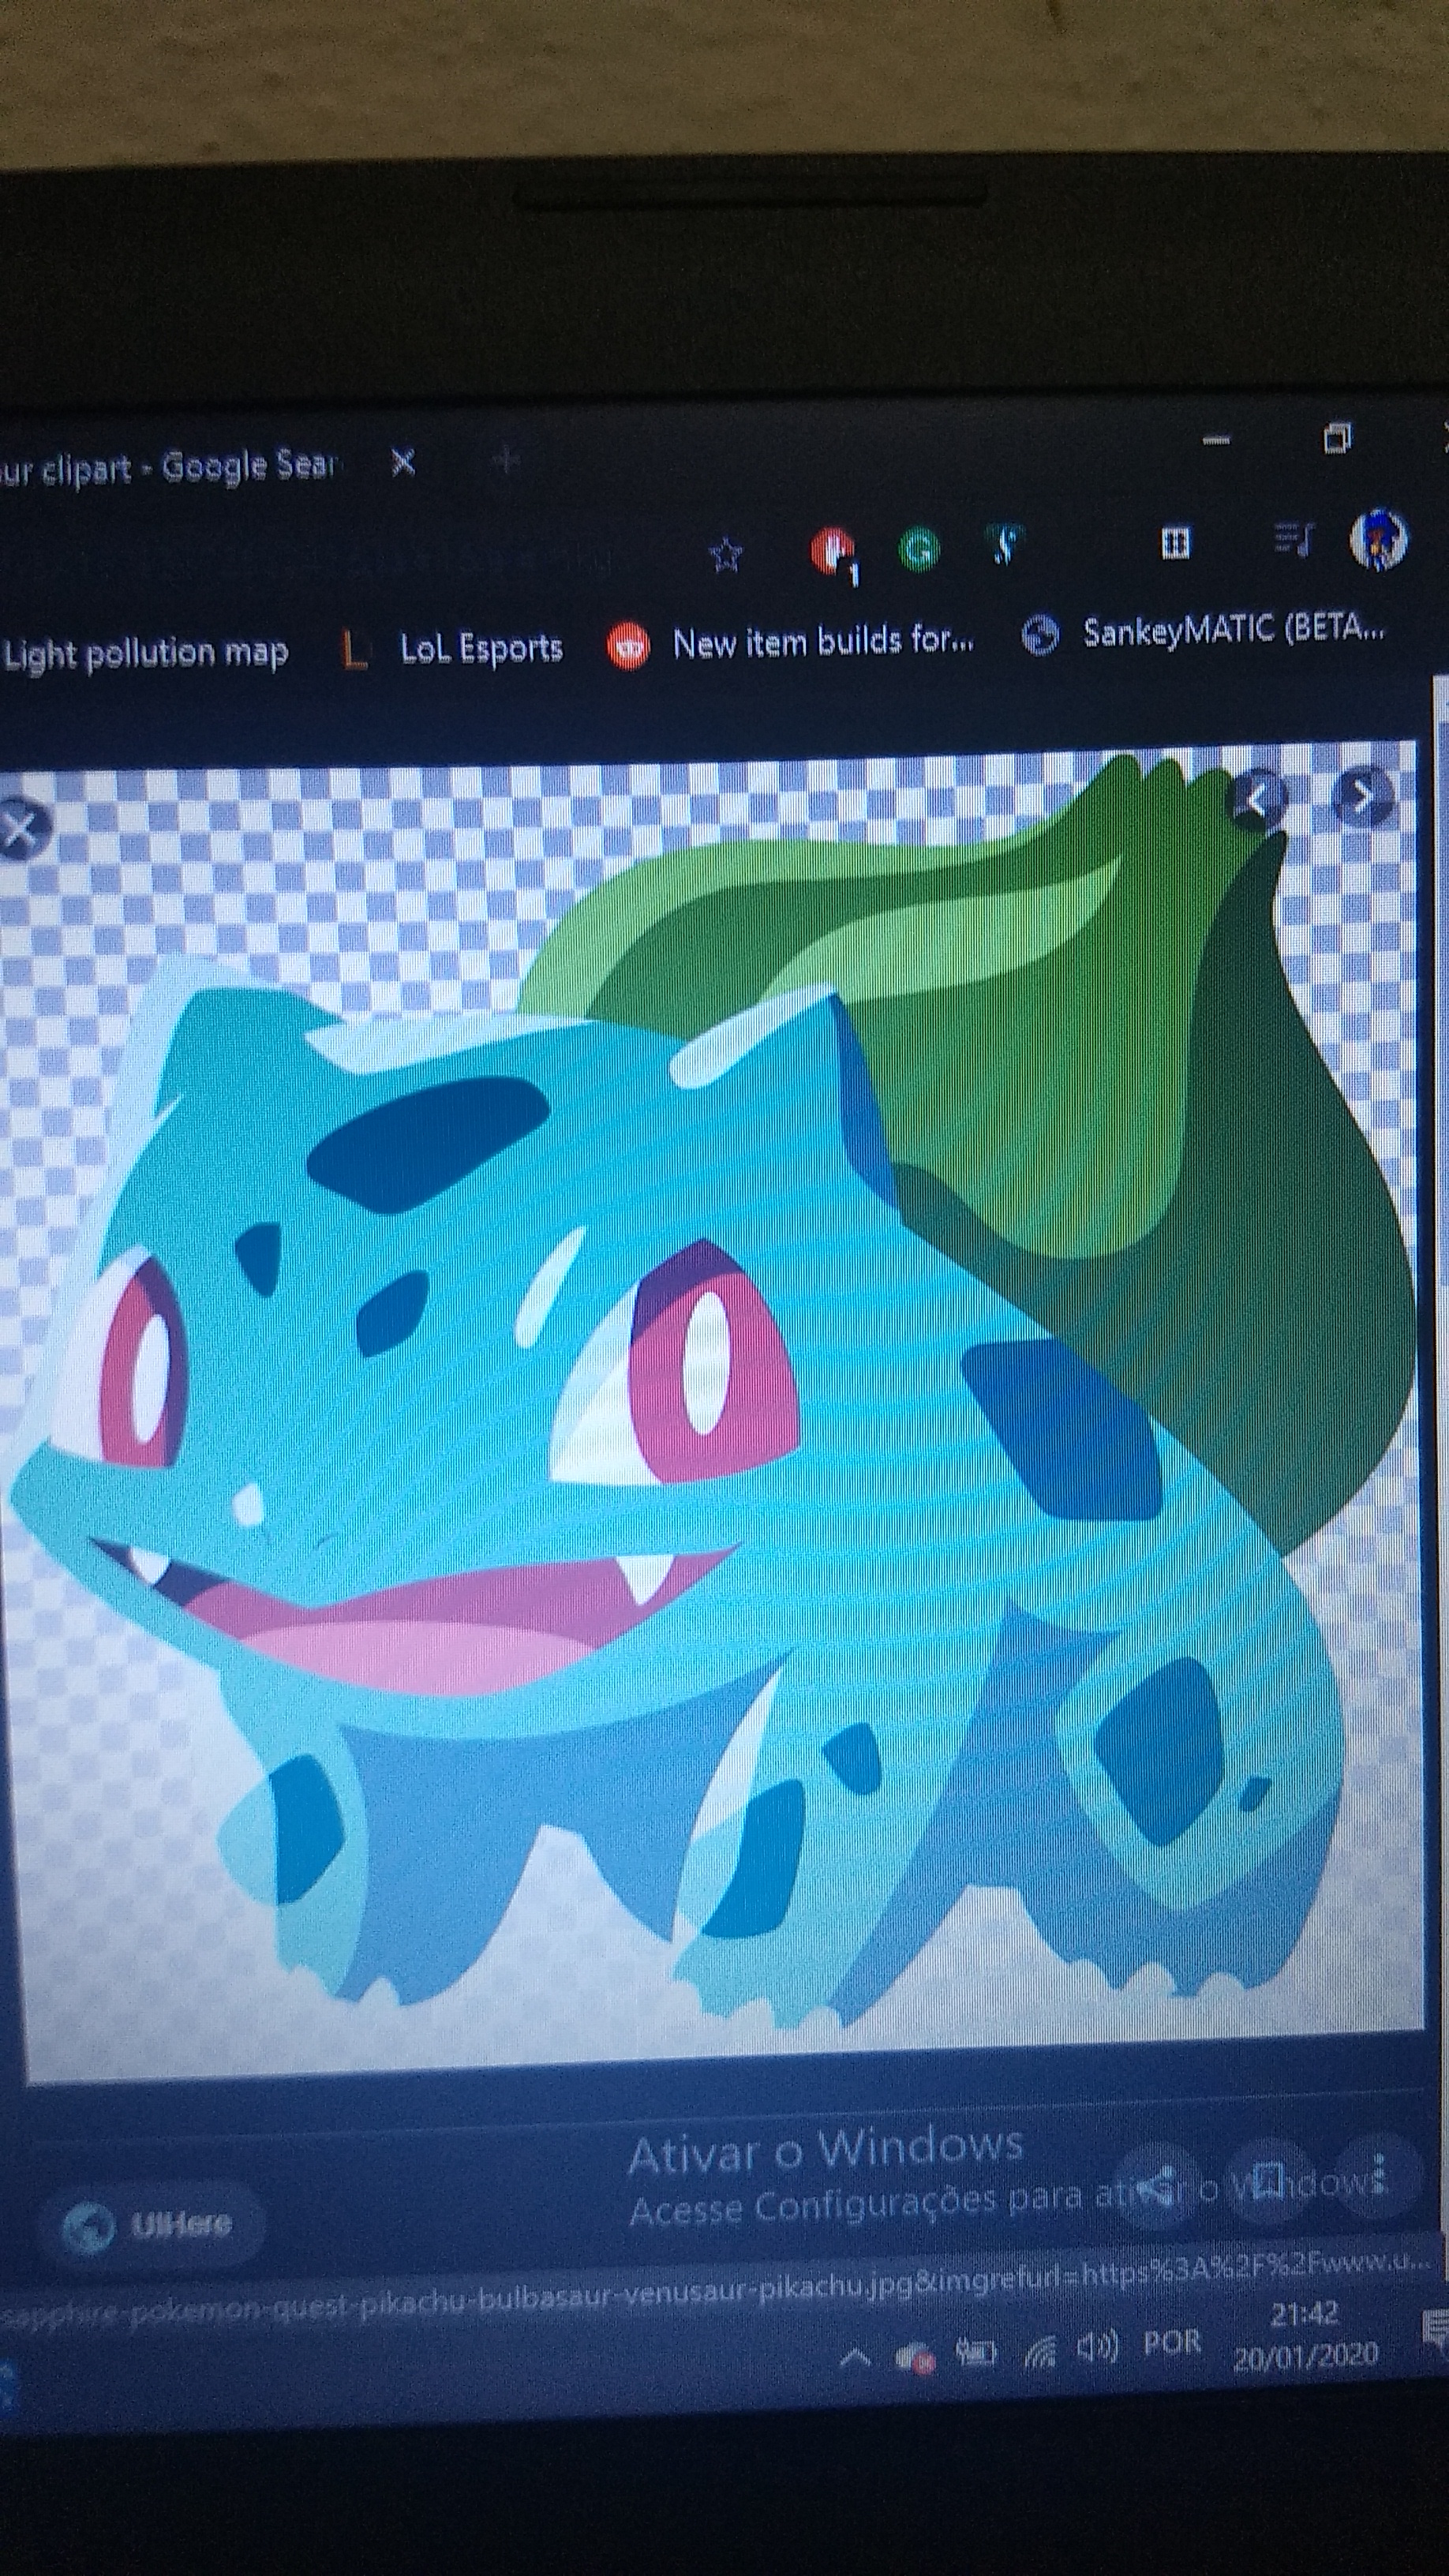 ur clipart - Google Sear
1
G
Light pollution map L LoL Esports New item builds for... SankeyMATIC (BETA...
Ativar o Windows
Acesse Configurações para ativar o Windows
UIHere
sapphire-pokemon-quest-pikachu-bulbasaur-venusaur-pikachu.jpg&imgrefurl=https%3A%2F%2Fwww.u...
POR
21:42
20/01/2020